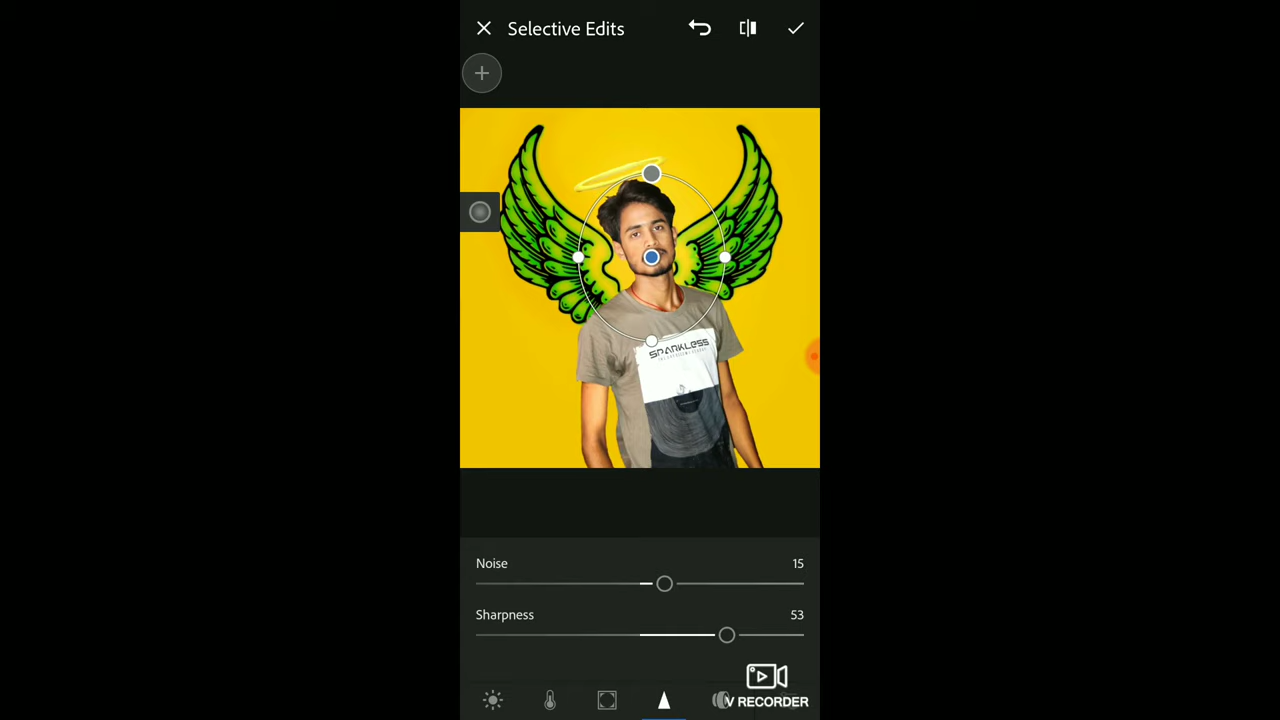 Selective Edits
SPARKLESS
Noise 15
Sharpness 53
V RECORDER